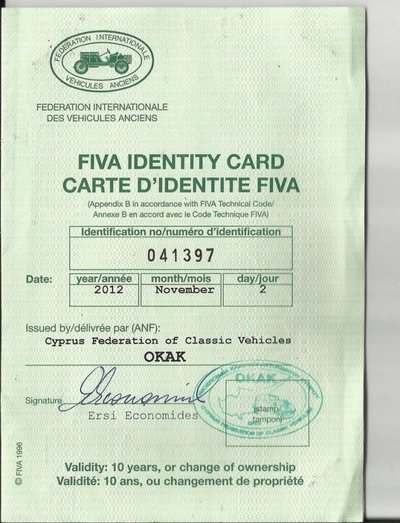 FEDERATION INTERNATIONALE
VEHICULES ANCIENS
FEDERATION INTERNATIONALE
DES VEHICULES ANCIENS
FIVA IDENTITY CARD
CARTE D'IDENTITE FIVA
(Appendix B in accordance with FIVA Technical Code/
Annexe B en accord avec le Code Technique FIVA)
Identification no/numéro d'identification
041397
Date: year/année month/mois day/jour
2012 November 2
Issued by/délivrée par (ANF):
Cyprus Federation of Classic Vehicles
OKAK
OKAK
Signature
stamp/
tampon
Ersi Economides
Validity: 10 years, or change of ownership
Validité: 10 ans, ou changement de propriété
© FIVA 1996